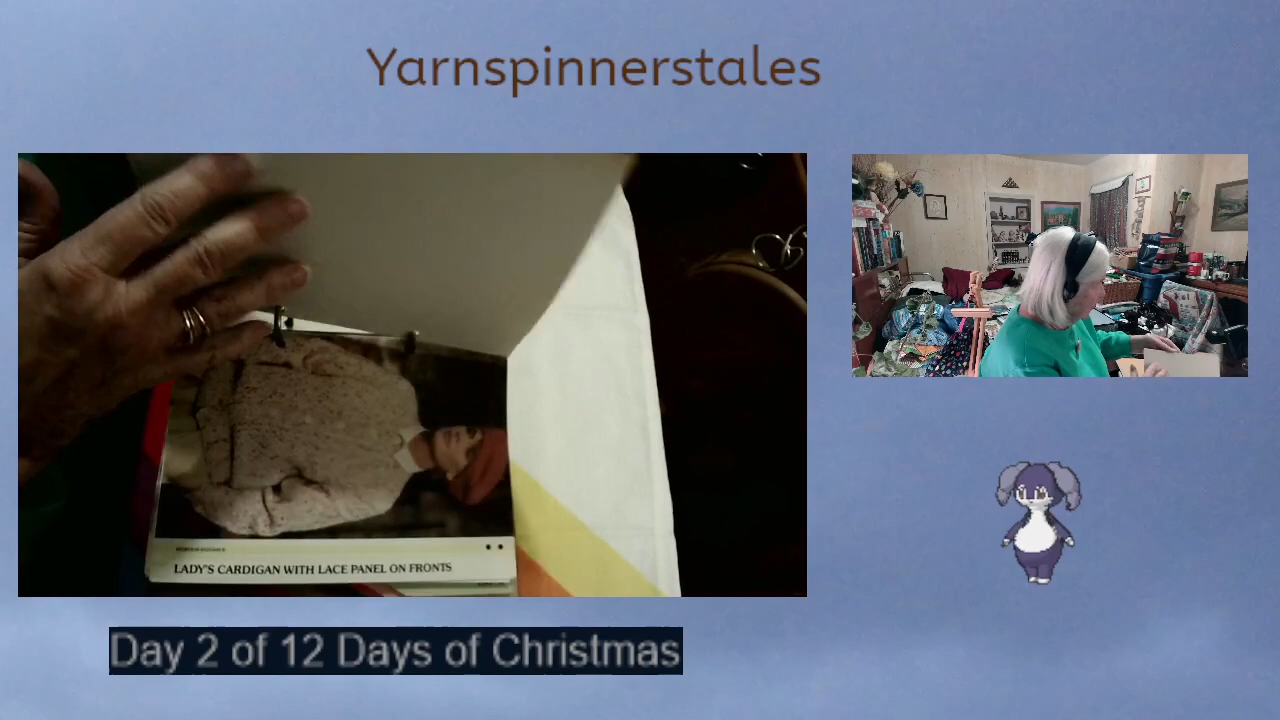 Yarnspinnerstales
LADY'S CARDIGAN WITH LACE PANEL ON FRONTS
Day 2 of 12 Days of Christmas